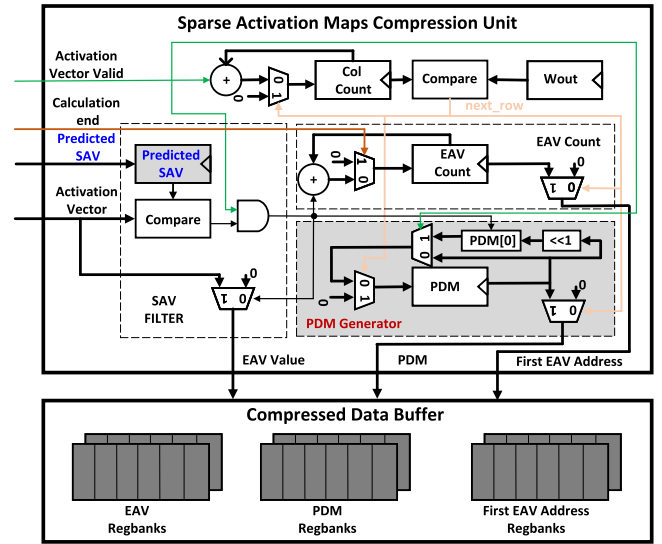 Sparse Activation Maps Compression Unit
Activation
Vector Valid
+
0
0
1
Col
Count
Compare
Wout
next_row
Calculation
end
Predicted
SAV
Predicted
SAV
Compare
Activation
Vector
SAV
FILTER
1
0
0
EAV Count
+
0
1
0
EAV
Count
0
1
0
PDM[0]
<<1
1
0
0
0
1
PDM
0
1
0
PDM Generator
EAV Value
PDM
First EAV Address
Compressed Data Buffer
EAV
Regbanks
PDM
Regbanks
First EAV Address
Regbanks